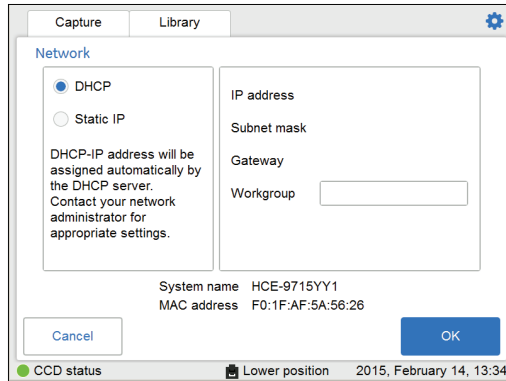 Capture
Library
Network
DHCP
Static IP
DHCP-IP address will be
assigned automatically by
the DHCP server.
Contact your network
administrator for
appropriate settings.
IP address
Subnet mask
Gateway
Workgroup
System name HCE-9715YY1
MAC address F0:1F:AF:5A:56:26
Cancel
OK
CCD status
Lower position
2015, February 14, 13:34